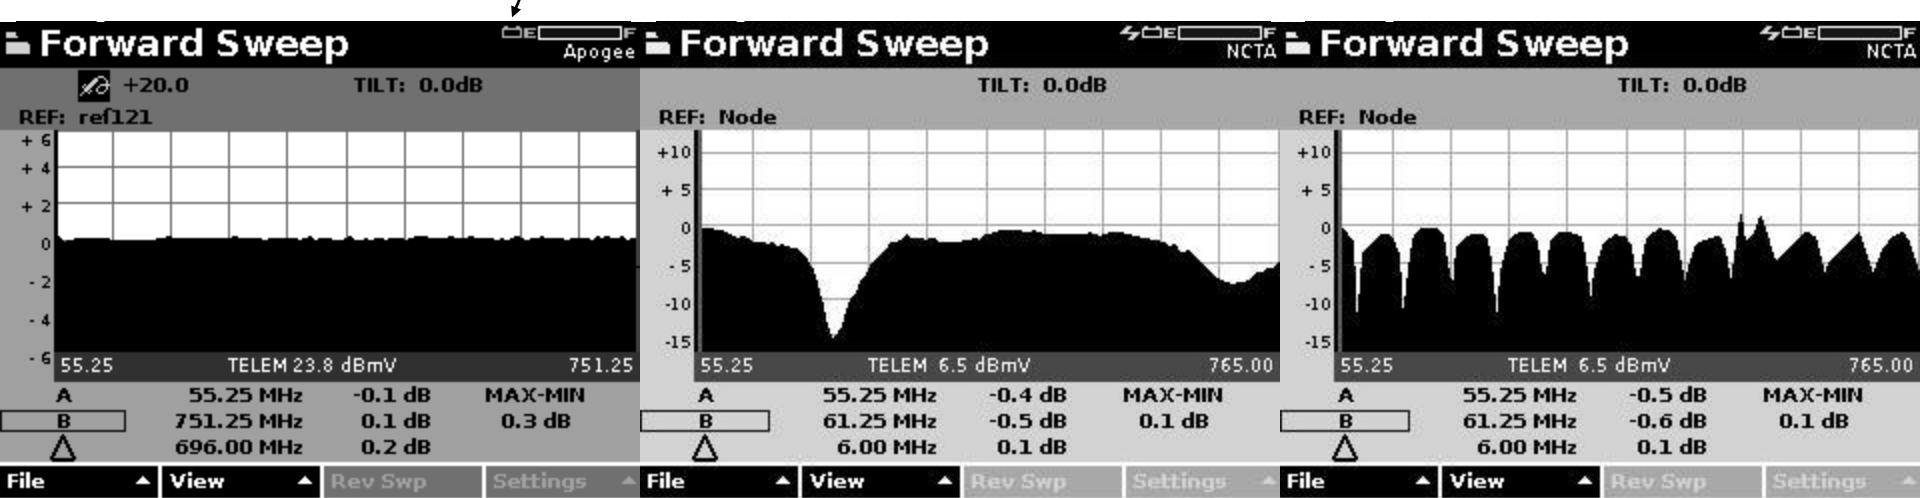 Forward Sweep
E F
Apogee
+20.0 TILT: 0.0dB
REF: ref121
+ 6
+ 4
+ 2
0
- 2
- 4
- 6
55.25 TELEM 23.8 dBmV 751.25
A 55.25 MHz -0.1 dB MAX-MIN
B 751.25 MHz 0.1 dB 0.3 dB
696.00 MHz 0.2 dB
File View Rev Swp Settings
Forward Sweep
E F
NCTA
TILT: 0.0dB
REF: Node
+10
+ 5
0
- 5
-10
-15
55.25 TELEM 6.5 dBmV 765.00
A 55.25 MHz -0.4 dB MAX-MIN
B 61.25 MHz -0.5 dB 0.1 dB
6.00 MHz 0.1 dB
File View Rev Swp Settings
Forward Sweep
E F
NCTA
TILT: 0.0dB
REF: Node
+10
+ 5
0
- 5
-10
-15
55.25 TELEM 6.5 dBmV 765.00
A 55.25 MHz -0.5 dB MAX-MIN
B 61.25 MHz -0.6 dB 0.1 dB
6.00 MHz 0.1 dB
File View Rev Swp Settings